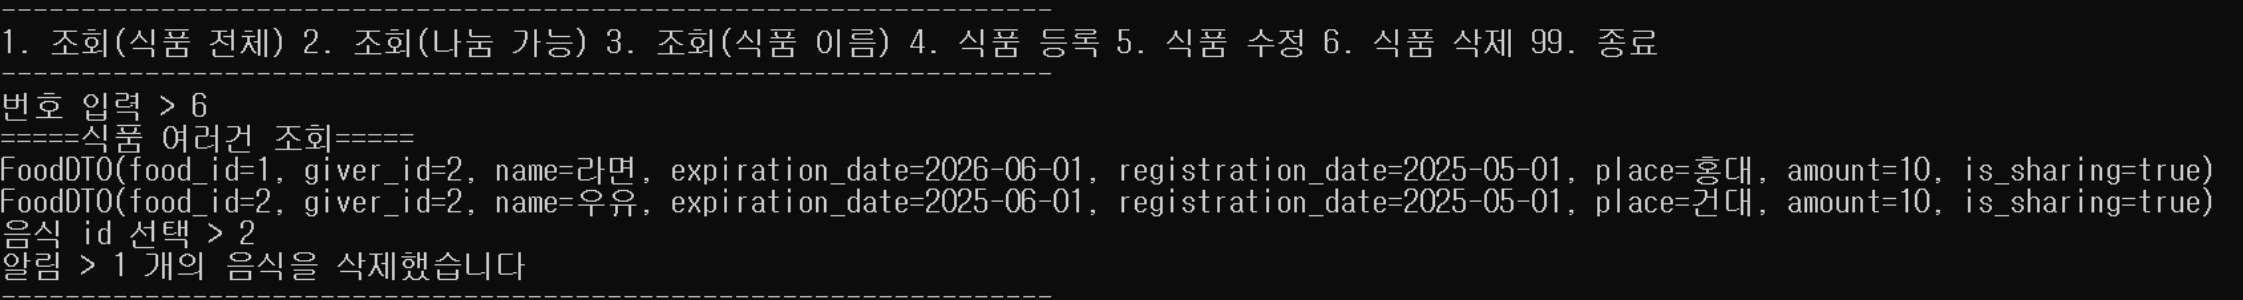 ------------------------------------------------------------------
1. 조회(식품 전체) 2. 조회(나눔 가능) 3. 조회(식품 이름) 4. 식품 등록 5. 식품 수정 6. 식품 삭제 99. 종료
------------------------------------------------------------------
번호 입력 > 6
=====식품 여러건 조회=====
FoodDTO(food_id=1, giver_id=2, name=라면, expiration_date=2026-06-01, registration_date=2025-05-01, place=홍대, amount=10, is_sharing=true)
FoodDTO(food_id=2, giver_id=2, name=우유, expiration_date=2025-06-01, registration_date=2025-05-01, place=건대, amount=10, is_sharing=true)
음식 id 선택 > 2
알림 > 1 개의 음식을 삭제했습니다
------------------------------------------------------------------